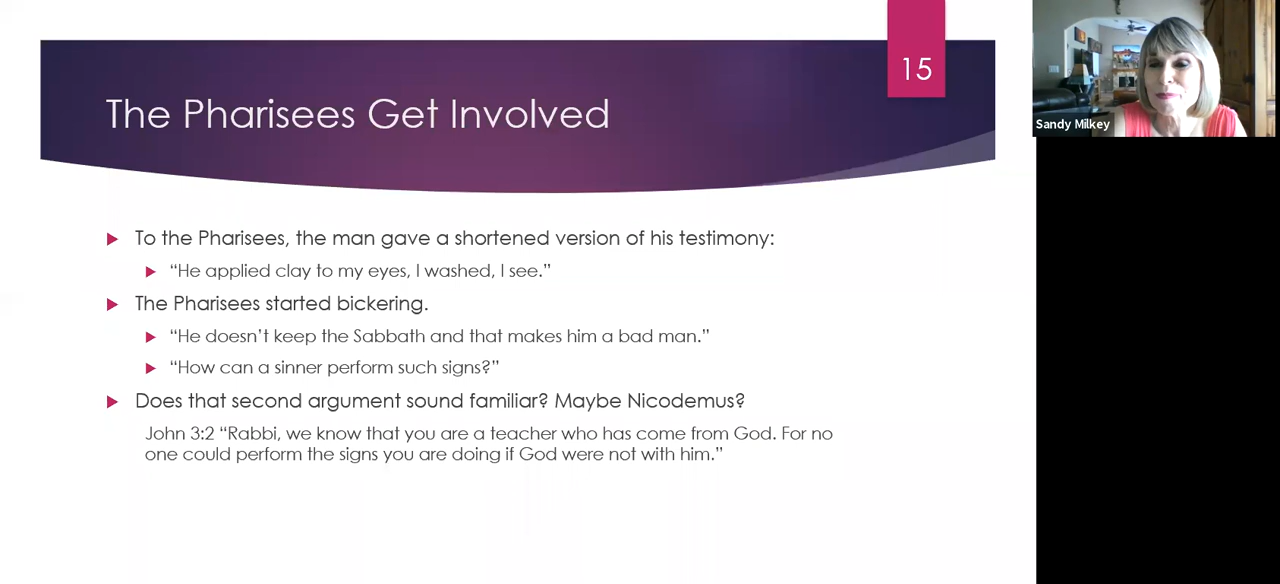 15
The Pharisees Get Involved
To the Pharisees, the man gave a shortened version of his testimony:
“He applied clay to my eyes, I washed, I see.”
The Pharisees started bickering.
“He doesn’t keep the Sabbath and that makes him a bad man.”
“How can a sinner perform such signs?”
Does that second argument sound familiar? Maybe Nicodemus?
John 3:2 “Rabbi, we know that you are a teacher who has come from God. For no
one could perform the signs you are doing if God were not with him.”
Sandy Milkey